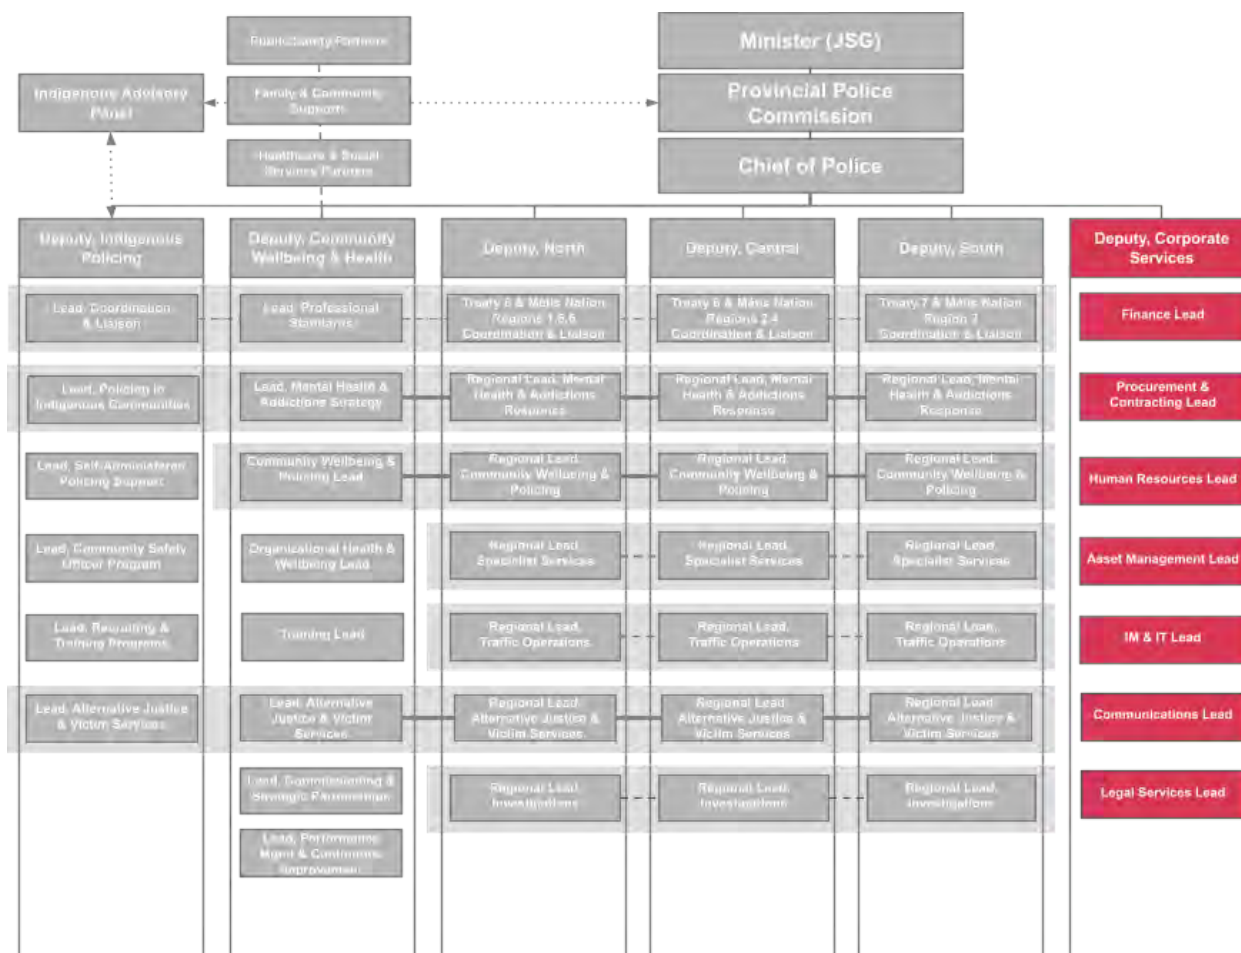 Public Safety Partners
Minister (JSG)
Indigenous Advisory
Panel
Family & Community
Supports
Provincial Police
Commission
Healthcare & Social
Services Partners
Chief of Police
Deputy, Indigenous
Policing
Deputy, Community
Wellbeing & Health
Deputy, North
Deputy, Central
Deputy, South
Deputy, Corporate
Services
Lead, Coordination
& Liaison
Lead, Professional
Standards
Treaty 8 & Métis Nation
Regions 1,5,6
Coordination & Liaison
Treaty 6 & Métis Nation
Regions 2,4
Coordination & Liaison
Treaty 7 & Métis Nation
Region 3
Coordination & Liaison
Finance Lead
Lead, Policing in
Indigenous Communities
Lead, Mental Health &
Addictions Strategy
Regional Lead, Mental
Health & Addictions
Response
Regional Lead, Mental
Health & Addictions
Response
Regional Lead, Mental
Health & Addictions
Response
Procurement &
Contracting Lead
Lead, Self-Administered
Policing Support
Community Wellbeing &
Policing Lead
Regional Lead,
Community Wellbeing &
Policing
Regional Lead,
Community Wellbeing &
Policing
Regional Lead,
Community Wellbeing &
Policing
Human Resources Lead
Lead, Community Safety
Officer Program
Organizational Health &
Wellbeing Lead
Regional Lead,
Specialist Services
Regional Lead,
Specialist Services
Regional Lead,
Specialist Services
Asset Management Lead
Lead, Recruiting &
Training Programs
Training Lead
Regional Lead,
Traffic Operations
Regional Lead,
Traffic Operations
Regional Lead,
Traffic Operations
IM & IT Lead
Lead, Alternative Justice
& Victim Services
Lead, Alternative
Justice & Victim
Services
Regional Lead
Alternative Justice &
Victim Services
Regional Lead
Alternative Justice &
Victim Services
Regional Lead
Alternative Justice &
Victim Services
Communications Lead
Lead, Commissioning &
Strategic Partnerships
Regional Lead,
Investigations
Regional Lead,
Investigations
Regional Lead,
Investigations
Legal Services Lead
Lead, Performance
Mgmt & Continuous
Improvement